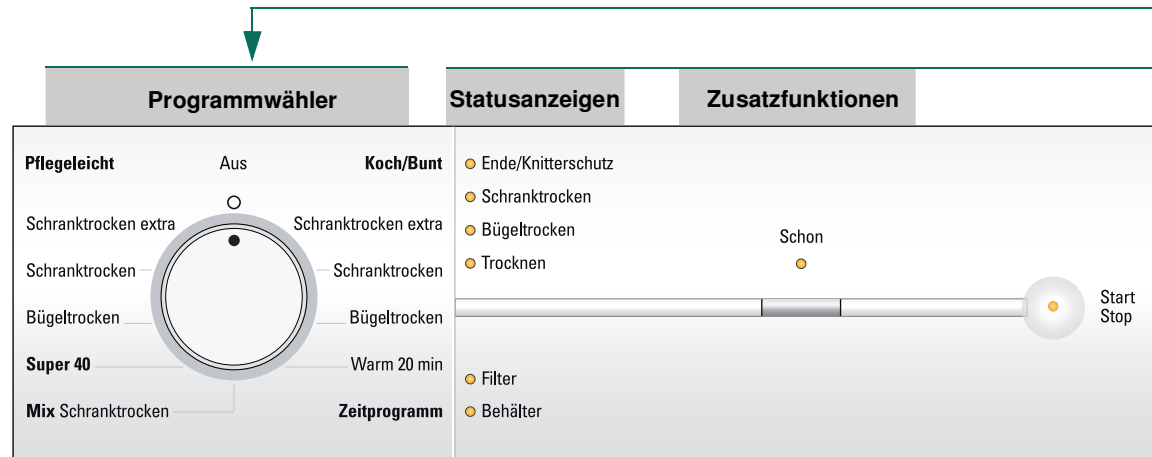 Programmwähler
Statusanzeigen
Zusatzfunktionen
Pflegeleicht
Aus
Koch/Bunt
Schranktrocken extra
Schranktrocken extra
Schranktrocken
Schranktrocken
Bügeltrocken
Bügeltrocken
Super 40
Warm 20 min
Mix Schranktrocken
Zeitprogramm
Ende/Knitterschutz
Schranktrocken
Bügeltrocken
Trocknen
Filter
Behälter
Schon
Start
Stop